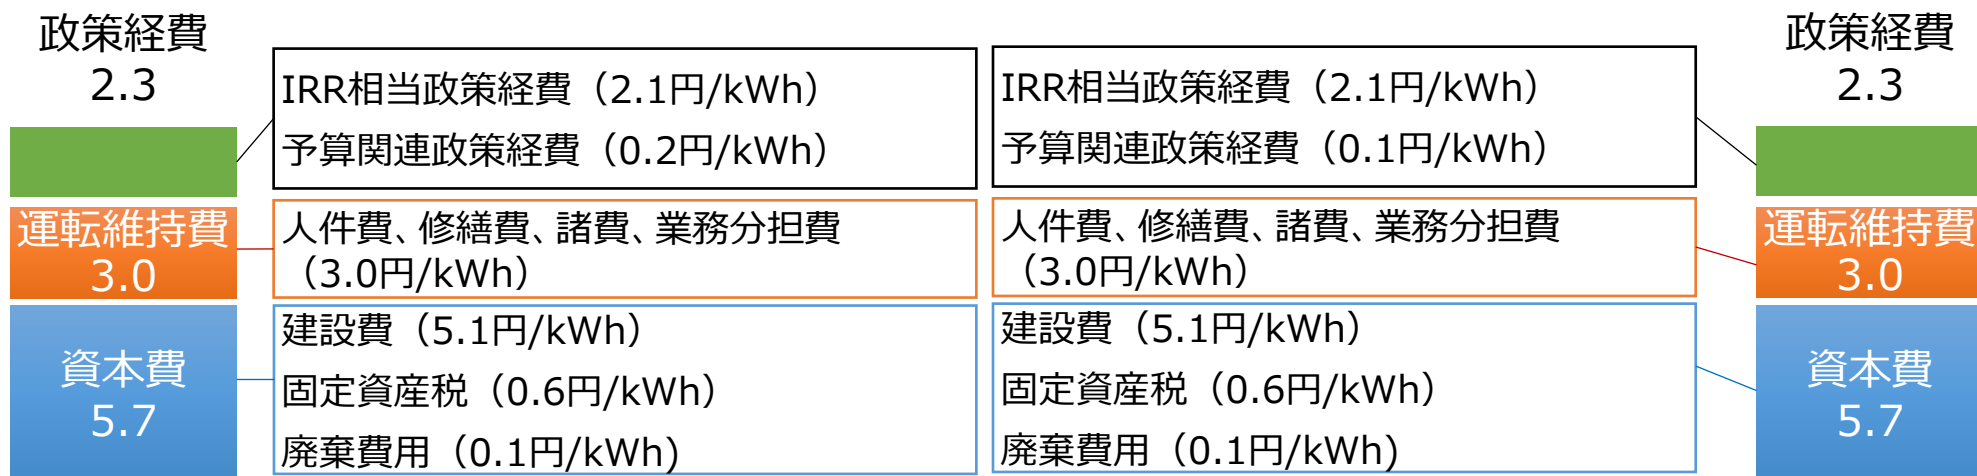 政策経費
2.3
IRR相当政策経費（2.1円/kWh）
予算関連政策経費（0.2円/kWh）
運転維持費
3.0
人件費、修繕費、諸費、業務分担費
（3.0円/kWh）
資本費
5.7
建設費（5.1円/kWh）
固定資産税（0.6円/kWh）
廃棄費用（0.1円/kWh)
IRR相当政策経費（2.1円/kWh）
予算関連政策経費（0.1円/kWh）
政策経費
2.3
人件費、修繕費、諸費、業務分担費
（3.0円/kWh）
運転維持費
3.0
建設費（5.1円/kWh）
固定資産税（0.6円/kWh）
廃棄費用（0.1円/kWh)
資本費
5.7